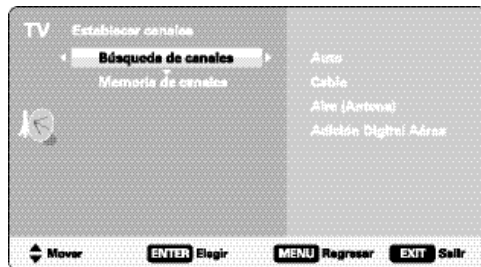 TV Establecer canales
Búsqueda de canales
Memoria de canales
Auto
Cable
Aire (Antena)
Adición Digital Aérea
Mover ENTER Elegir MENU Regresar EXIT Salir